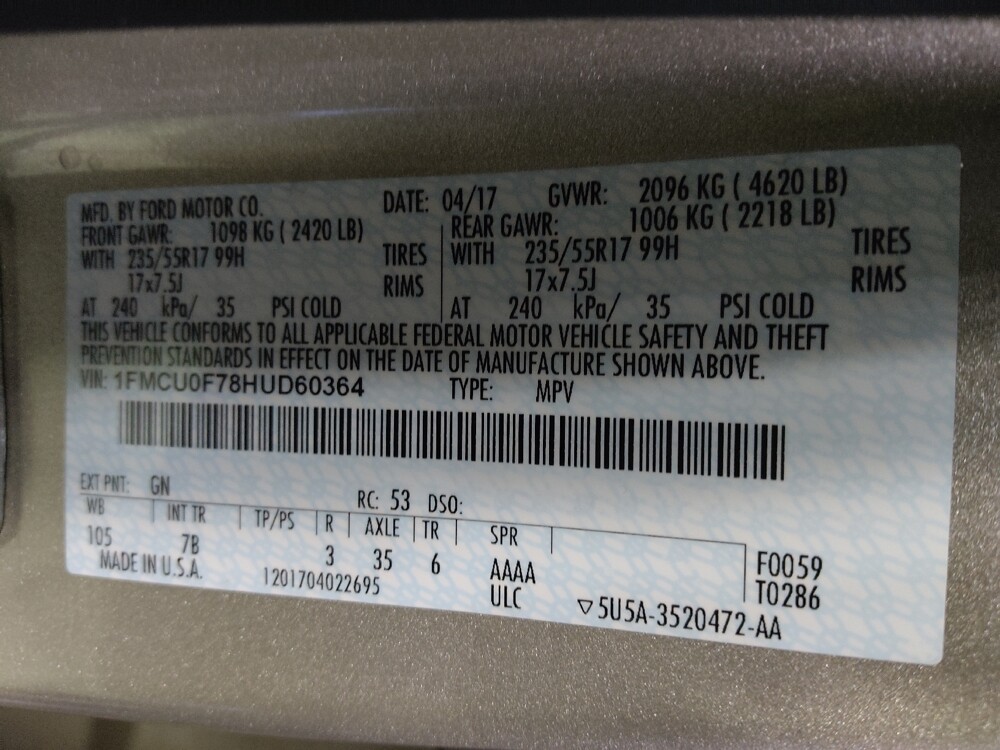 MFD. BY FORD MOTOR CO. DATE: 04/17 GVWR: 2096 KG ( 4620 LB)
FRONT GAWR: 1098 KG ( 2420 LB) REAR GAWR: 1006 KG ( 2218 LB)
WITH 235/55R17 99H TIRES WITH 235/55R17 99H TIRES
17x7.5J RIMS 17x7.5J RIMS
AT 240 kPa/ 35 PSI COLD AT 240 kPa/ 35 PSI COLD
THIS VEHICLE CONFORMS TO ALL APPLICABLE FEDERAL MOTOR VEHICLE SAFETY AND THEFT
PREVENTION STANDARDS IN EFFECT ON THE DATE OF MANUFACTURE SHOWN ABOVE.
VIN: 1FMCU0F78HUD60364 TYPE: MPV
EXT PNT: GN RC: 53 DSO:
WB INT TR TP/PS R AXLE TR SPR
105 7B 3 35 6 AAAA F0059
MADE IN U.S.A. 1201704022695 ULC T0286
▽5U5A-3520472-AA